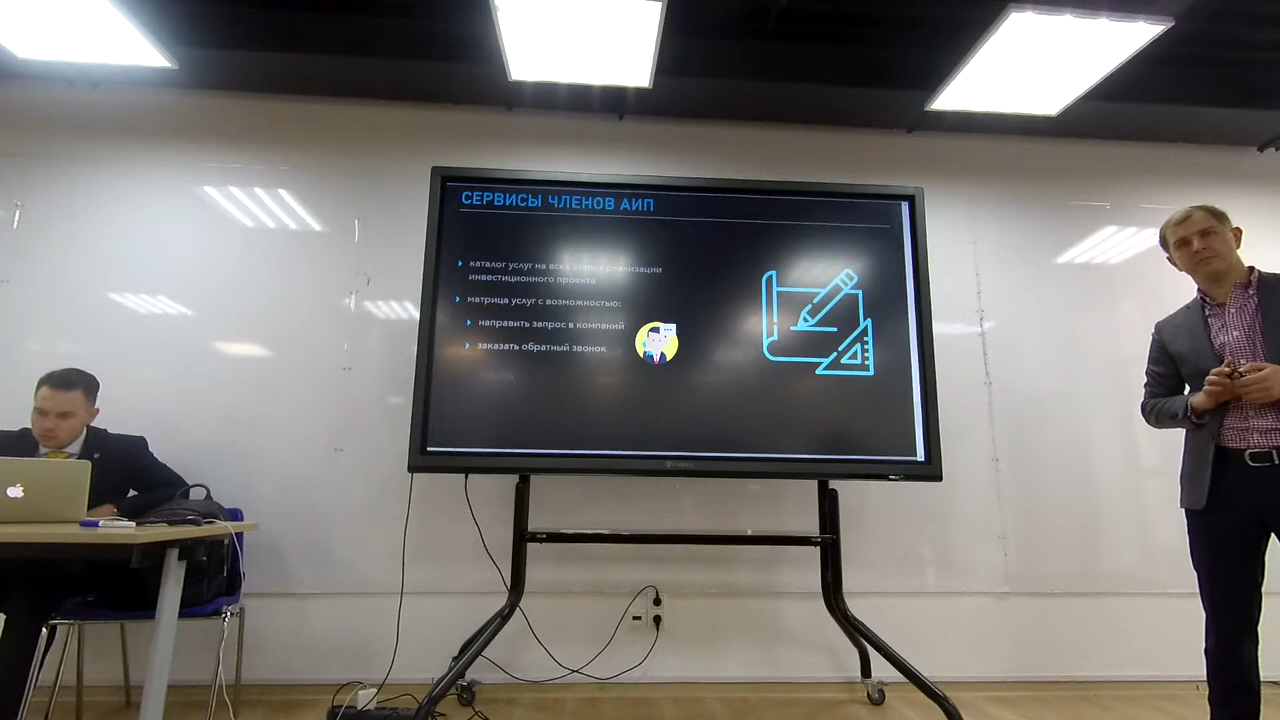 СЕРВИСЫ ЧЛЕНОВ АИП
каталог услуг на всех этапах реализации
инвестиционного проекта
матрица услуг с возможностью:
направить запрос в компаний
заказать обратный звонок